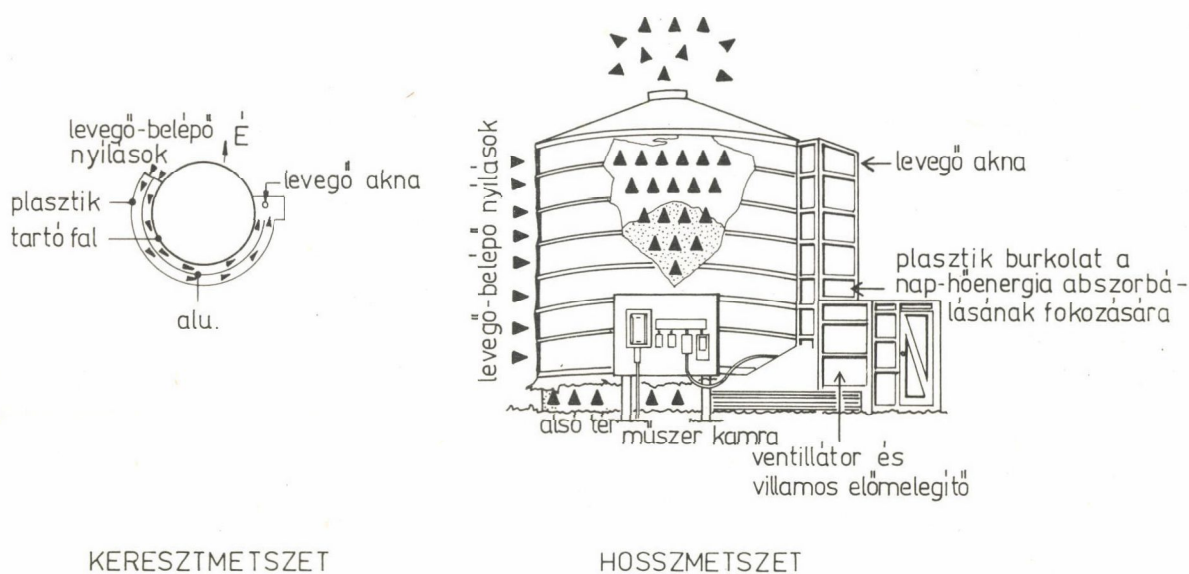 levegő-belépő
nyílások
É
levegő akna
plasztik
tartó fal
alu.
levegő-belépő nyílások
levegő akna
plasztik burkolat a
nap-hőenergia abszorbá-
lásának fokozására
alsó tér
műszer kamra
ventillátor és
villamos előmelegítő
KERESZTMETSZET
HOSSZMETSZET